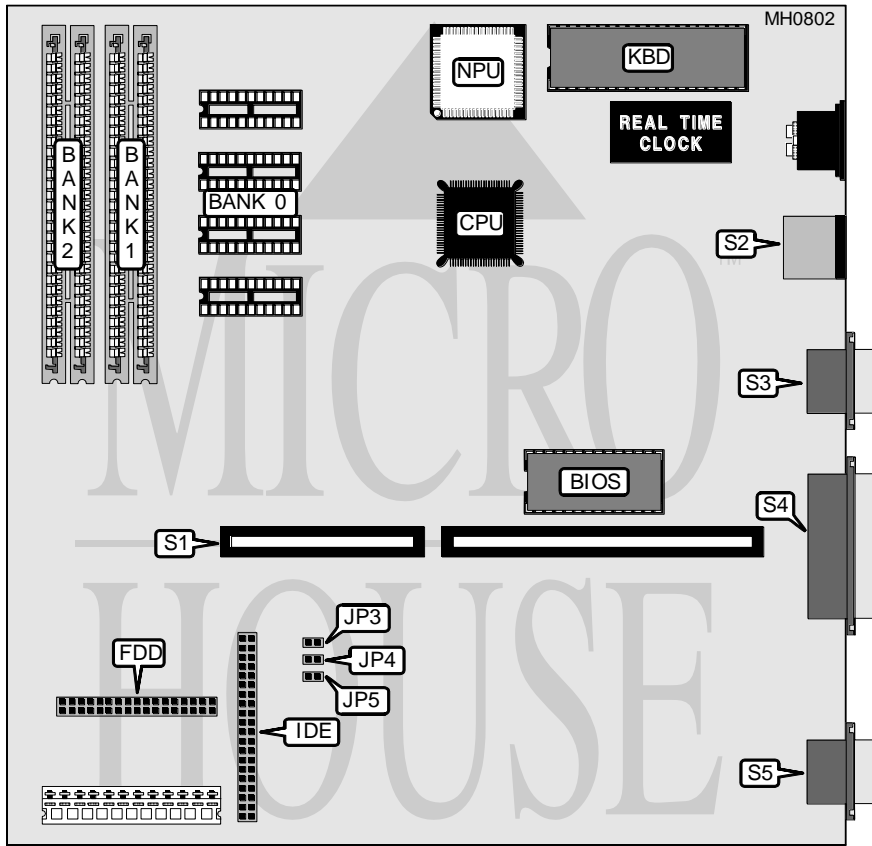 MH0802
NPU
KBD
REAL TIME
CLOCK
BANK2
BANK1
BANK 0
CPU
S2
S3
BIOS
S4
S1
JP3
FDD
JP4
JP5
IDE
S5
MICRO
HOUSE